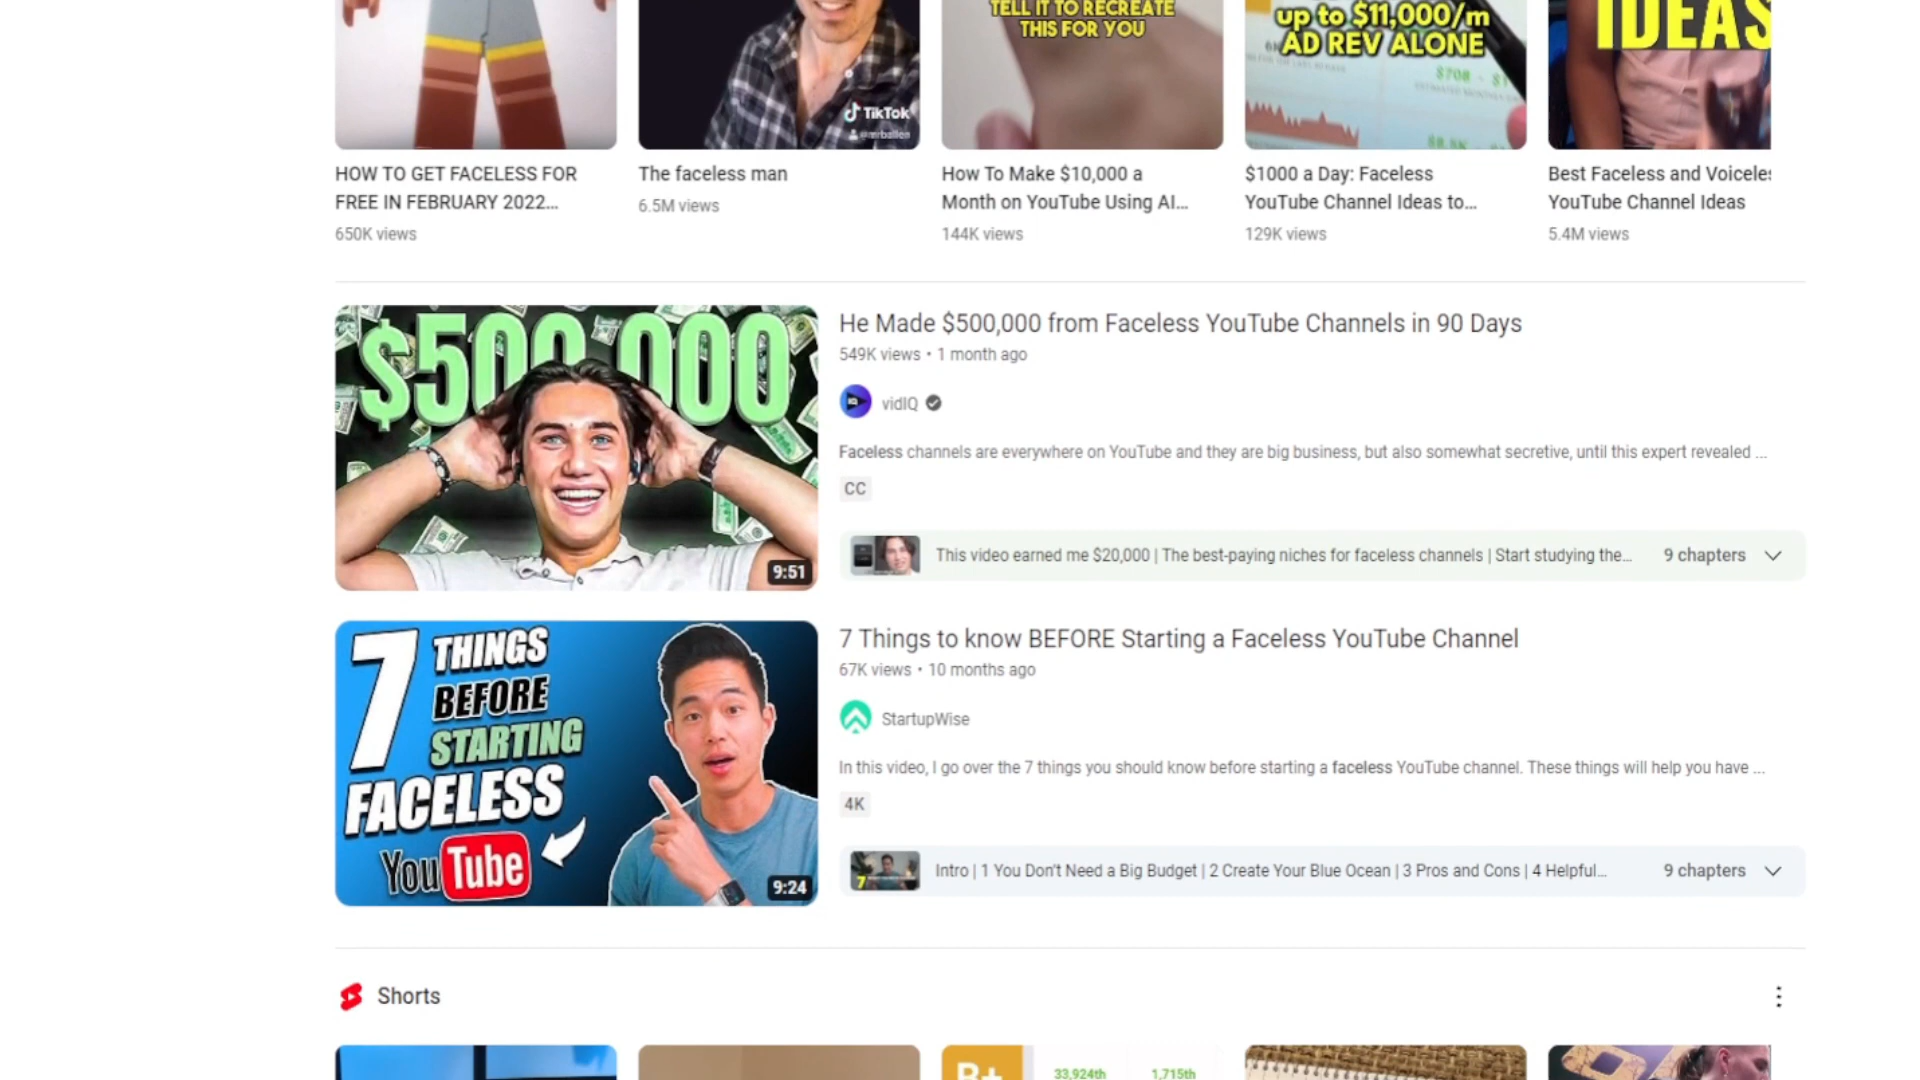 TELL IT TO RECREATE
THIS FOR YOU
up to $11,000/m
AD REV ALONE
IDEAS
TikTok
@mrballen
HOW TO GET FACELESS FOR
FREE IN FEBRUARY 2022...
650K views
The faceless man
6.5M views
How To Make $10,000 a
Month on YouTube Using AI...
144K views
$1000 a Day: Faceless
YouTube Channel Ideas to...
129K views
Best Faceless and Voiceles
YouTube Channel Ideas
5.4M views
$500,000
9:51
He Made $500,000 from Faceless YouTube Channels in 90 Days
549K views • 1 month ago
vidIQ
Faceless channels are everywhere on YouTube and they are big business, but also somewhat secretive, until this expert revealed ...
CC
This video earned me $20,000 | The best-paying niches for faceless channels | Start studying the...
9 chapters
7 THINGS
BEFORE
STARTING
FACELESS
YouTube
9:24
7 Things to know BEFORE Starting a Faceless YouTube Channel
67K views • 10 months ago
StartupWise
In this video, I go over the 7 things you should know before starting a faceless YouTube channel. These things will help you have ...
4K
Intro | 1 You Don't Need a Big Budget | 2 Create Your Blue Ocean | 3 Pros and Cons | 4 Helpful...
9 chapters
Shorts
B+
33,924th
1,715th